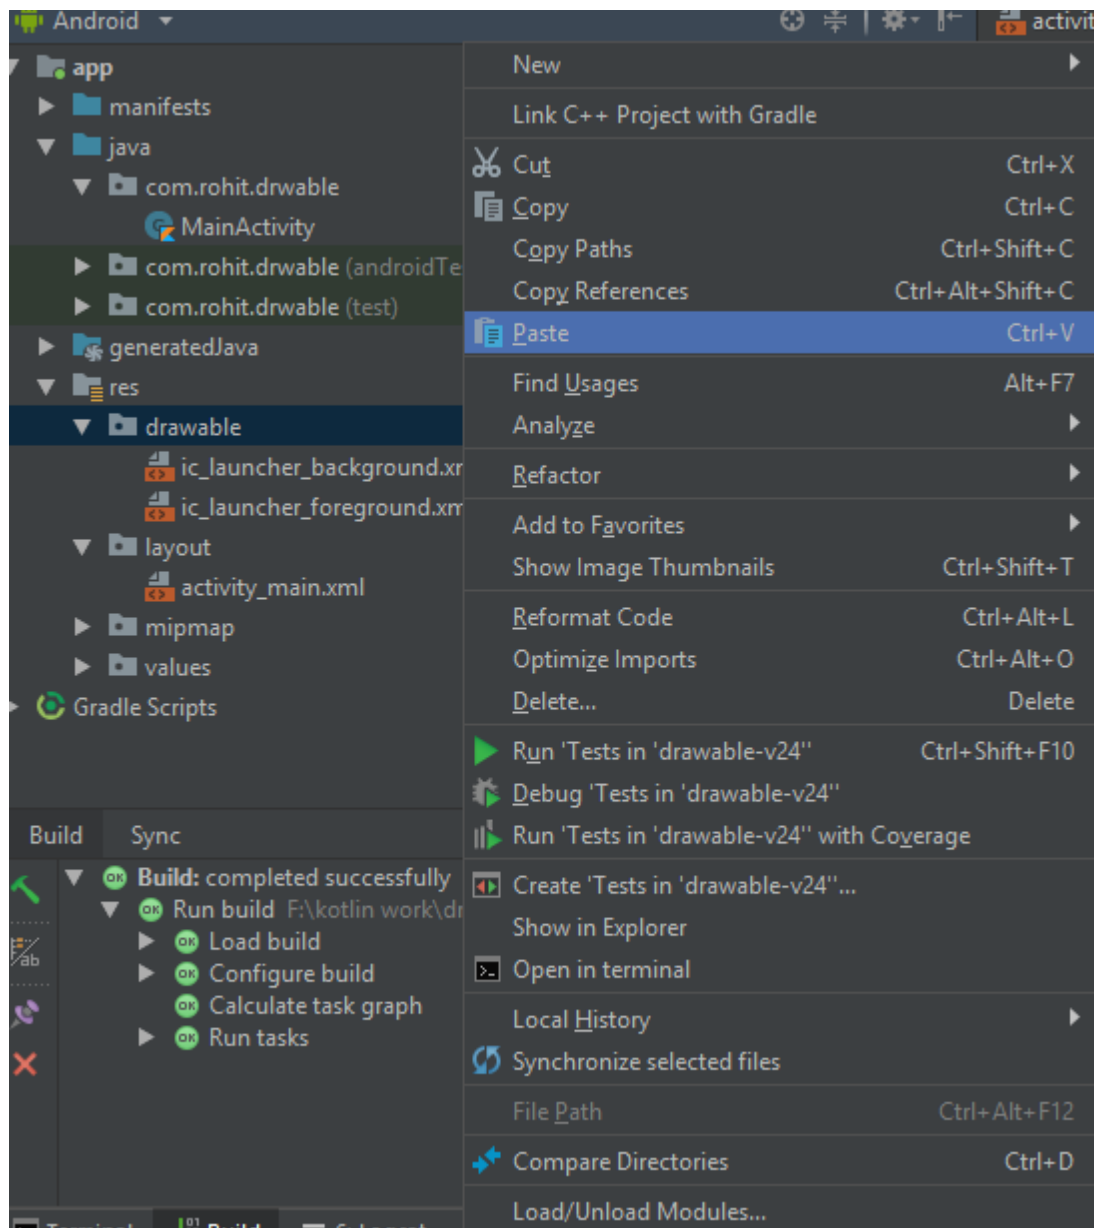 Android
activit
app
manifests
java
com.rohit.drwable
MainActivity
com.rohit.drwable (androidTe
com.rohit.drwable (test)
generatedJava
res
drawable
ic_launcher_background.xr
ic_launcher_foreground.xm
layout
activity_main.xml
mipmap
values
Gradle Scripts
New
Link C++ Project with Gradle
Cut Ctrl+X
Copy Ctrl+C
Copy Paths Ctrl+Shift+C
Copy References Ctrl+Alt+Shift+C
Paste Ctrl+V
Find Usages Alt+F7
Analyze
Refactor
Add to Favorites
Show Image Thumbnails Ctrl+Shift+T
Reformat Code Ctrl+Alt+L
Optimize Imports Ctrl+Alt+O
Delete... Delete
Run 'Tests in 'drawable-v24'' Ctrl+Shift+F10
Debug 'Tests in 'drawable-v24''
Run 'Tests in 'drawable-v24'' with Coverage
Create 'Tests in 'drawable-v24''...
Show in Explorer
Open in terminal
Local History
Synchronize selected files
File Path Ctrl+Alt+F12
Compare Directories Ctrl+D
Load/Unload Modules...
Build Sync
Build: completed successfully
Run build F:\kotlin work\dr
Load build
Configure build
Calculate task graph
Run tasks
Terminal Build